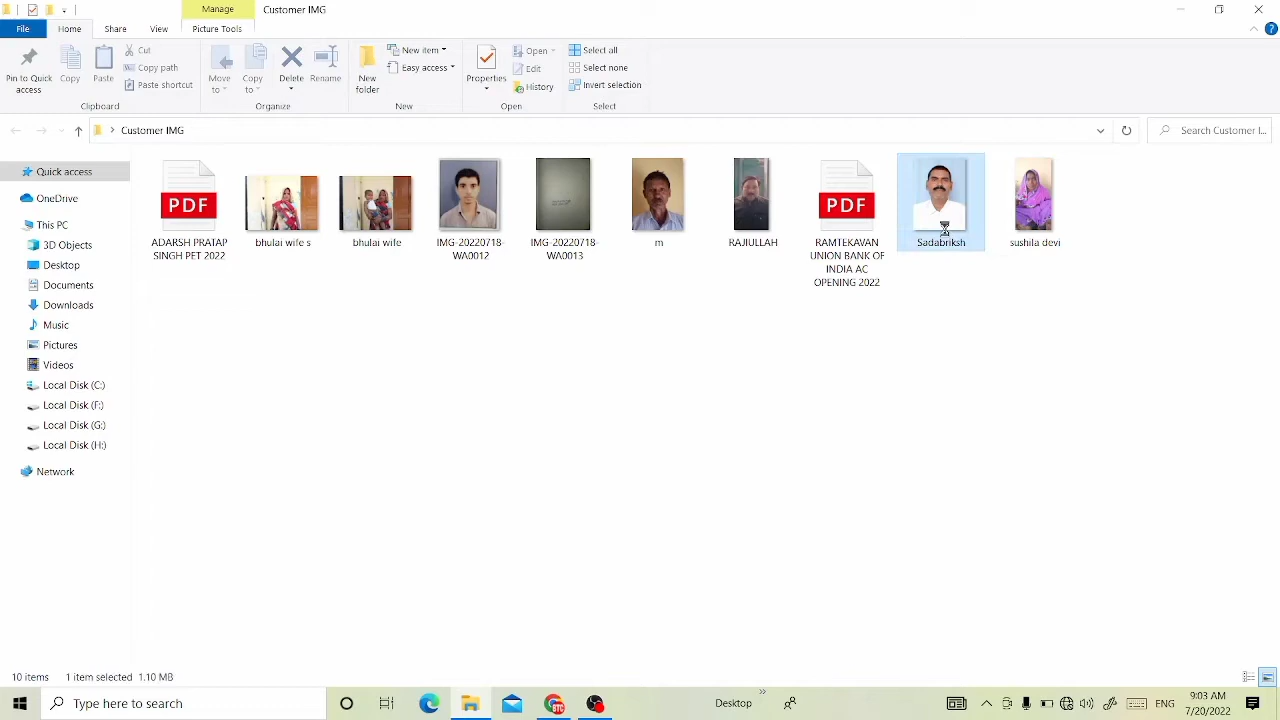 Manage
Customer IMG
File
Home
Share
View
Picture Tools
Pin to Quick
access
Copy
Paste
Cut
Copy path
Paste shortcut
Clipboard
Move
to
Copy
to
Delete
Rename
Organize
New
folder
New item
Easy access
New
Properties
Open
Edit
History
Open
Select all
Select none
Invert selection
Select
Customer IMG
Search Customer I...
Quick access
OneDrive
This PC
3D Objects
Desktop
Documents
Downloads
Music
Pictures
Videos
Local Disk (C:)
Local Disk (F:)
Local Disk (G:)
Local Disk (H:)
Network
PDF
ADARSH PRATAP
SINGH PET 2022
bhulai wife s
bhulai wife
IMG-20220718-
WA0012
IMG-20220718-
WA0013
m
RAJIULLAH
PDF
RAMTEKAVAN
UNION BANK OF
INDIA AC
OPENING 2022
Sadabriksh
sushila devi
10 items
1 item selected 1.10 MB
Type here to search
Desktop
ENG
9:03 AM
7/20/2022